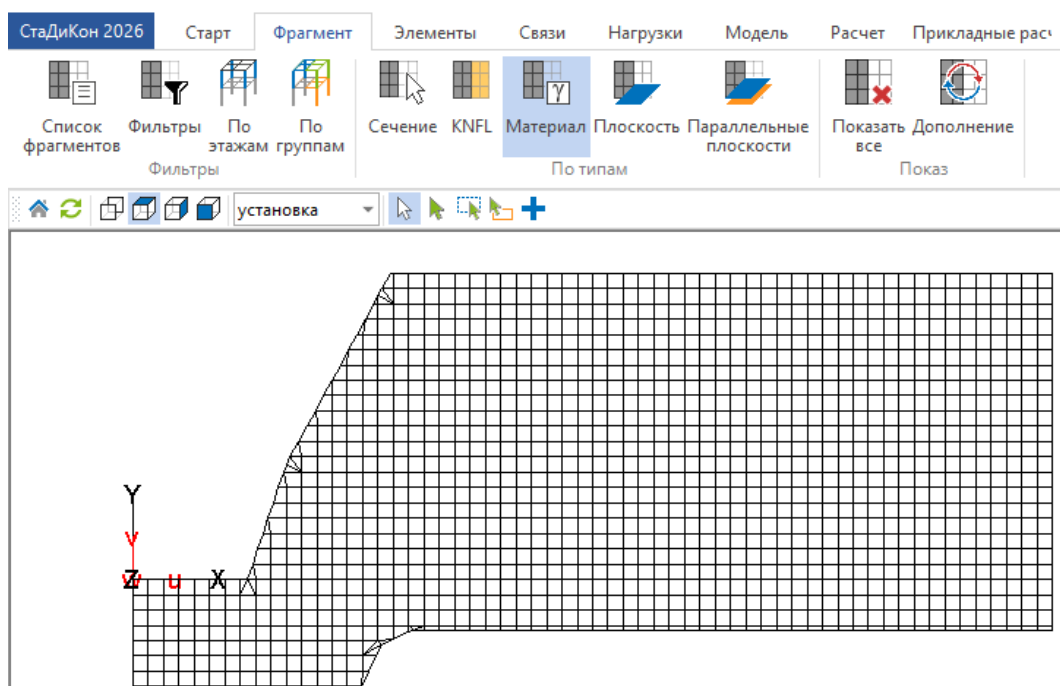 СтаДиКон 2026 Старт Фрагмент Элементы Связи Нагрузки Модель Расчет Прикладные рас
Список фрагментов
Фильтры
По этажам
По группам
Фильтры
Сечение
KNFL
Материал
Плоскость
Параллельные плоскости
По типам
Показать все
Дополнение
Показ
установка
Y
v
Z w u X